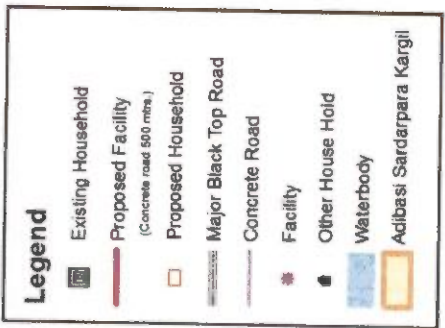 Legend
Existing Household
Proposed Facility
(Concrete road 500 mtrs.)
Proposed Household
Major Black Top Road
Concrete Road
Facility
Other House Hold
Waterbody
Adibasi Sardarpara Kargil